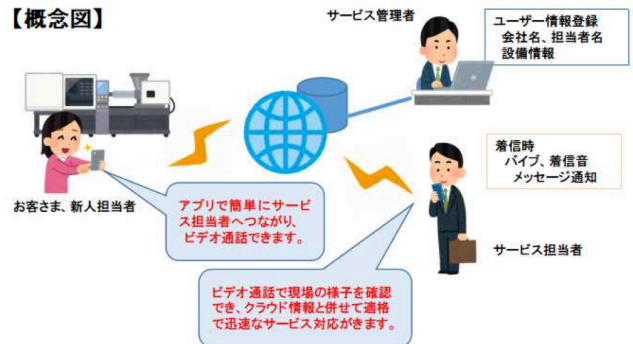 【概念図】
サービス管理者
ユーザー情報登録
会社名、担当者名
設備情報
着信時
バイブ、着信音
メッセージ通知
お客さま、新人担当者
アプリで簡単にサービ
ス担当者へつながり、
ビデオ通話できます。
サービス担当者
ビデオ通話で現場の様子を確認
でき、クラウド情報と併せて適格
で迅速なサービス対応がきます。